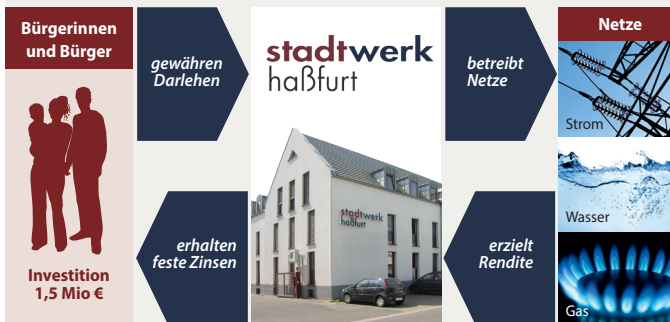 Bürgerinnen
und Bürger
Investition
1,5 Mio €
gewähren
Darlehen
erhalten
feste Zinsen
stadtwerk
haßfurt
stadtwerk
haßfurt
betreibt
Netze
erzielt
Rendite
Netze
Strom
Wasser
Gas